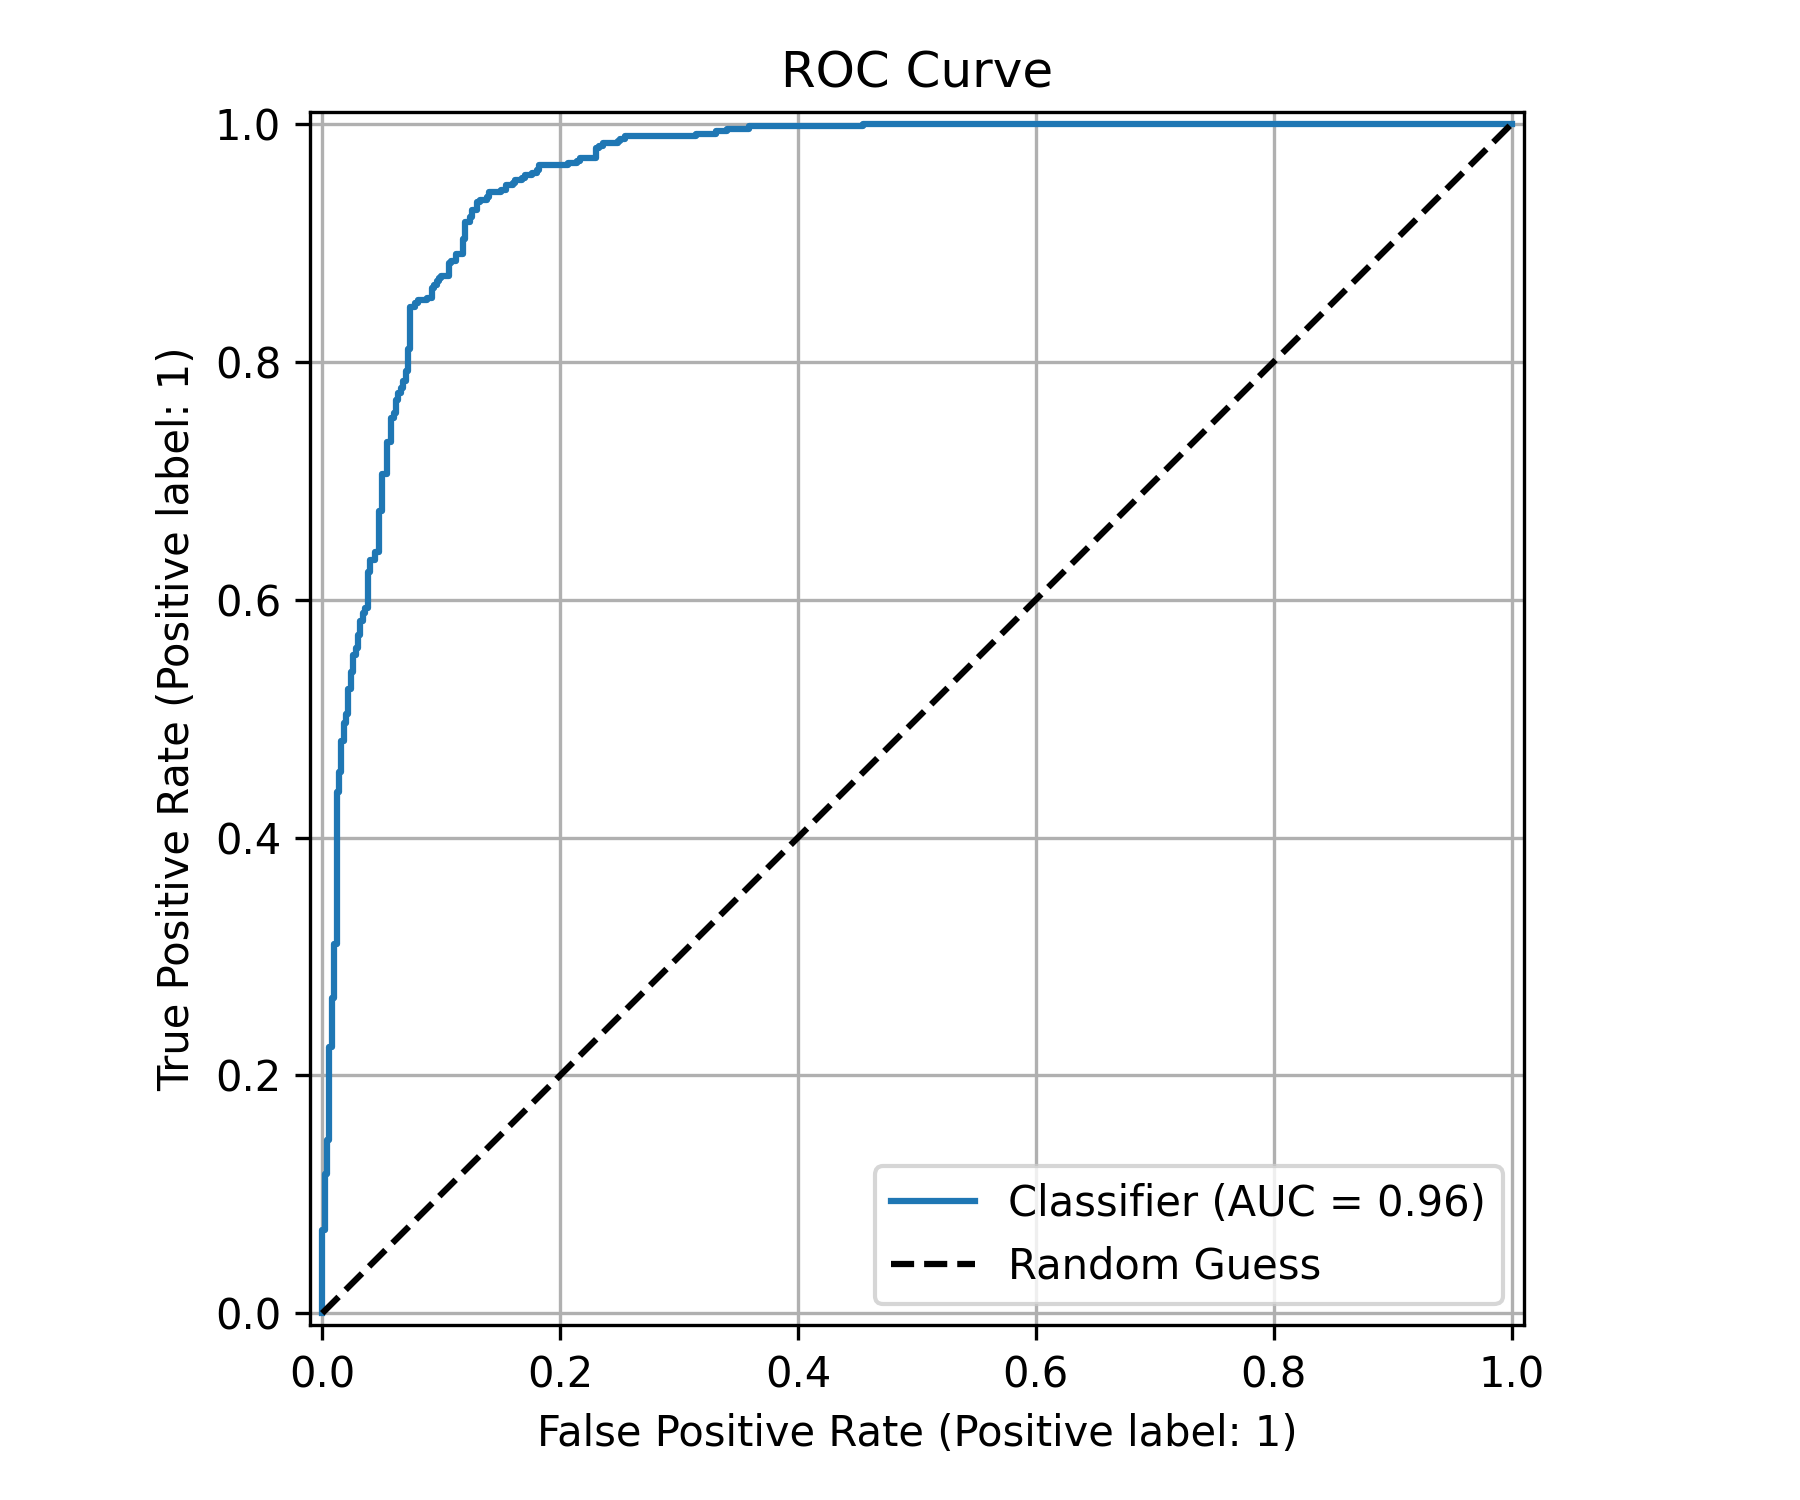 ROC Curve
True Positive Rate (Positive label: 1)
1.0
0.8
0.6
0.4
0.2
0.0
Classifier (AUC = 0.96)
Random Guess
0.0 0.2 0.4 0.6 0.8 1.0
False Positive Rate (Positive label: 1)